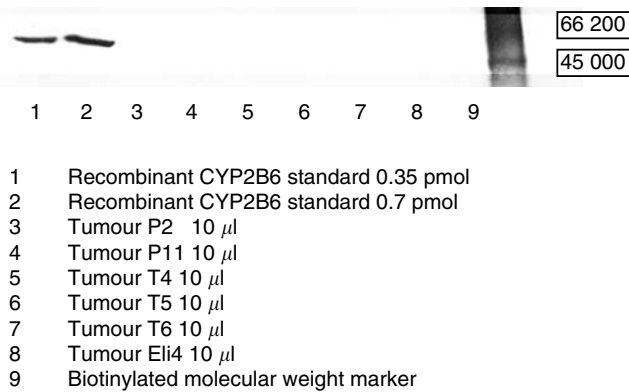 66 200
45 000
1 2 3 4 5 6 7 8 9
1 Recombinant CYP2B6 standard 0.35 pmol
2 Recombinant CYP2B6 standard 0.7 pmol
3 Tumour P2 10 µl
4 Tumour P11 10 µl
5 Tumour T4 10 µl
6 Tumour T5 10 µl
7 Tumour T6 10 µl
8 Tumour Eli4 10 µl
9 Biotinylated molecular weight marker